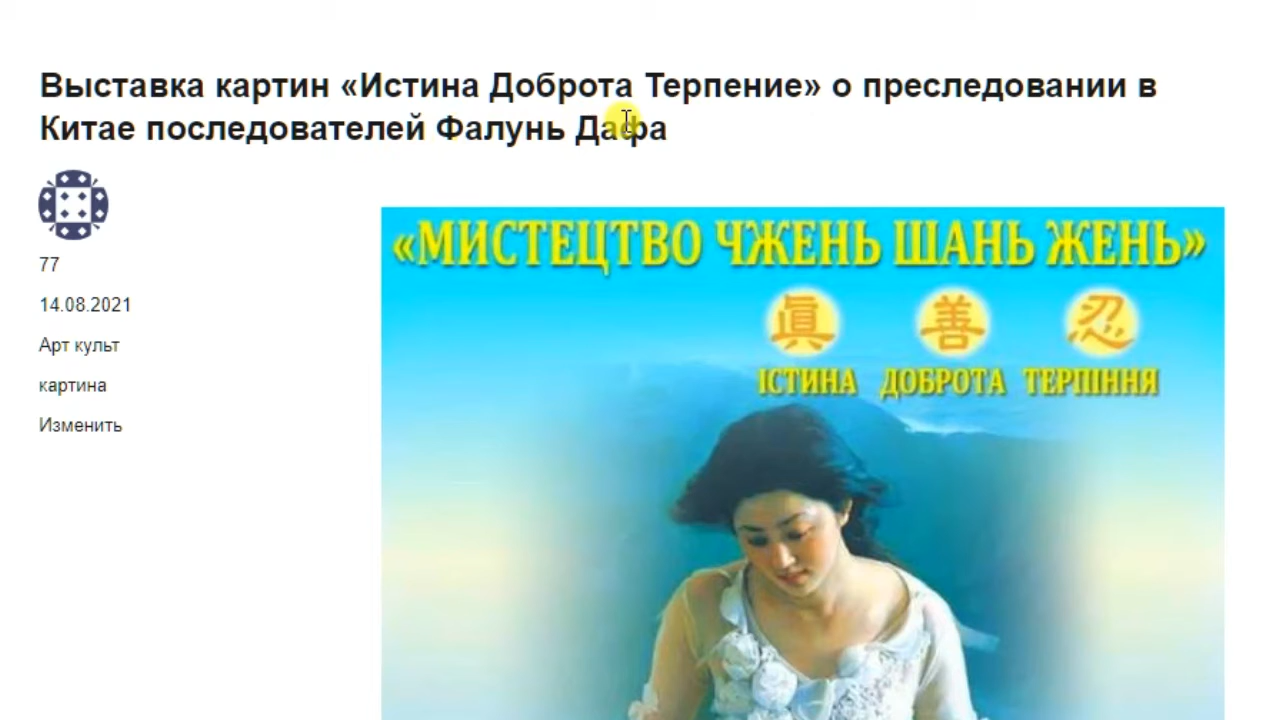 Выставка картин «Истина Доброта Терпение» о преследовании в
Китае последователей Фалунь Дафа
77
14.08.2021
Арт культ
картина
Изменить
«МИСТЕЦТВО ЧЖЕНЬ ШАНЬ ЖЕНЬ»
眞 善 忍
ІСТИНА ДОБРОТА ТЕРПІННЯ